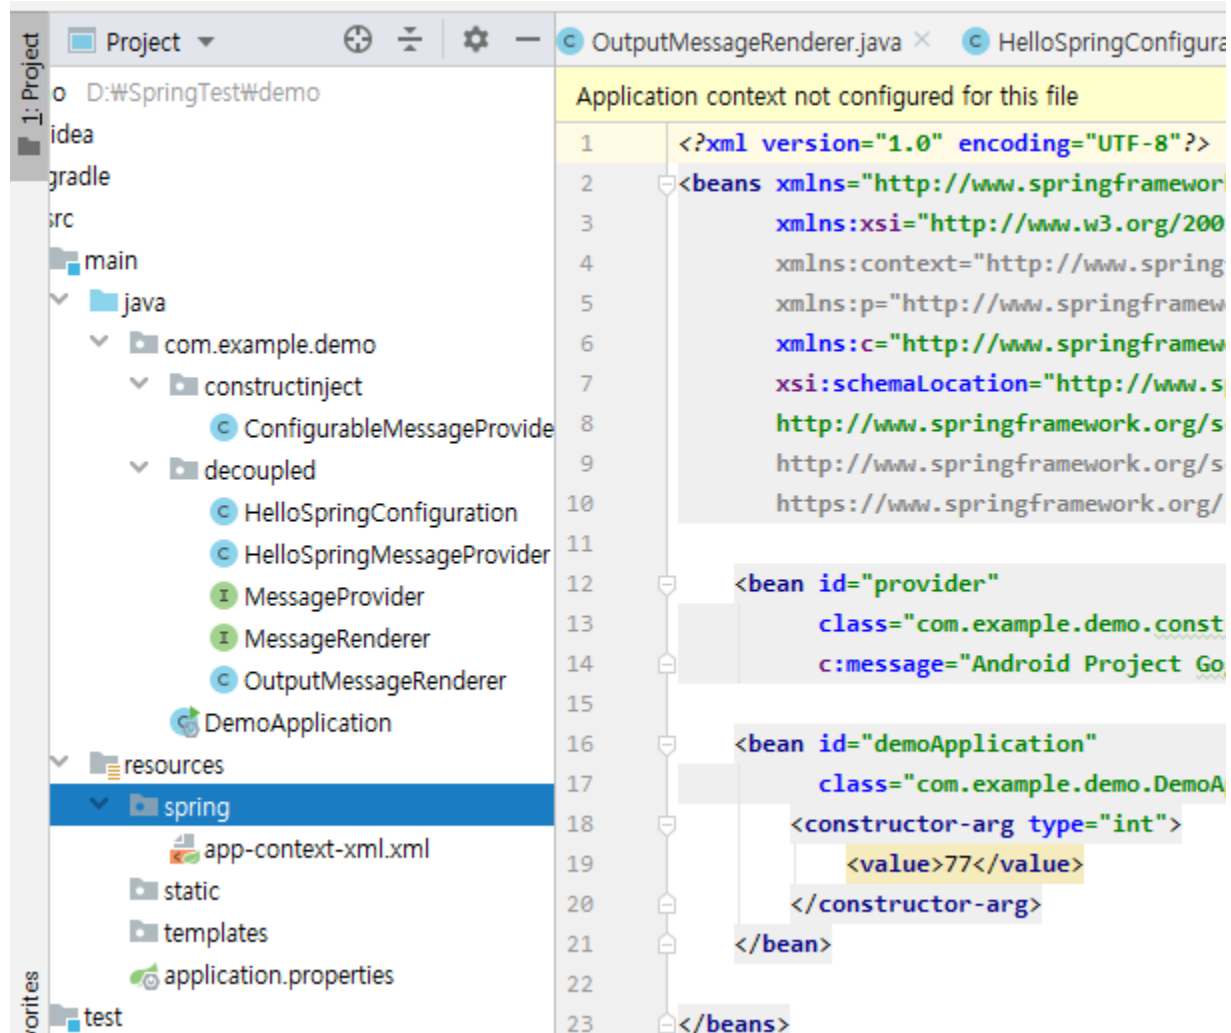 1: Project
Project
OutputMessageRenderer.java
HelloSpringConfigura
D:₩SpringTest₩demo
idea
gradle
src
main
java
com.example.demo
constructinject
ConfigurableMessageProvide
decoupled
HelloSpringConfiguration
HelloSpringMessageProvider
MessageProvider
MessageRenderer
OutputMessageRenderer
DemoApplication
resources
spring
app-context-xml.xml
static
templates
application.properties
test
vorites
Application context not configured for this file
1 <?xml version="1.0" encoding="UTF-8"?>
2 <beans xmlns="http://www.springframework
3 xmlns:xsi="http://www.w3.org/200
4 xmlns:context="http://www.spring
5 xmlns:p="http://www.springframew
6 xmlns:c="http://www.springframew
7 xsi:schemaLocation="http://www.s
8 http://www.springframework.org/s
9 http://www.springframework.org/s
10 https://www.springframework.org/
11
12 <bean id="provider"
13 class="com.example.demo.const
14 c:message="Android Project Go
15
16 <bean id="demoApplication"
17 class="com.example.demo.DemoA
18 <constructor-arg type="int">
19 <value>77</value>
20 </constructor-arg>
21 </bean>
22
23 </beans>